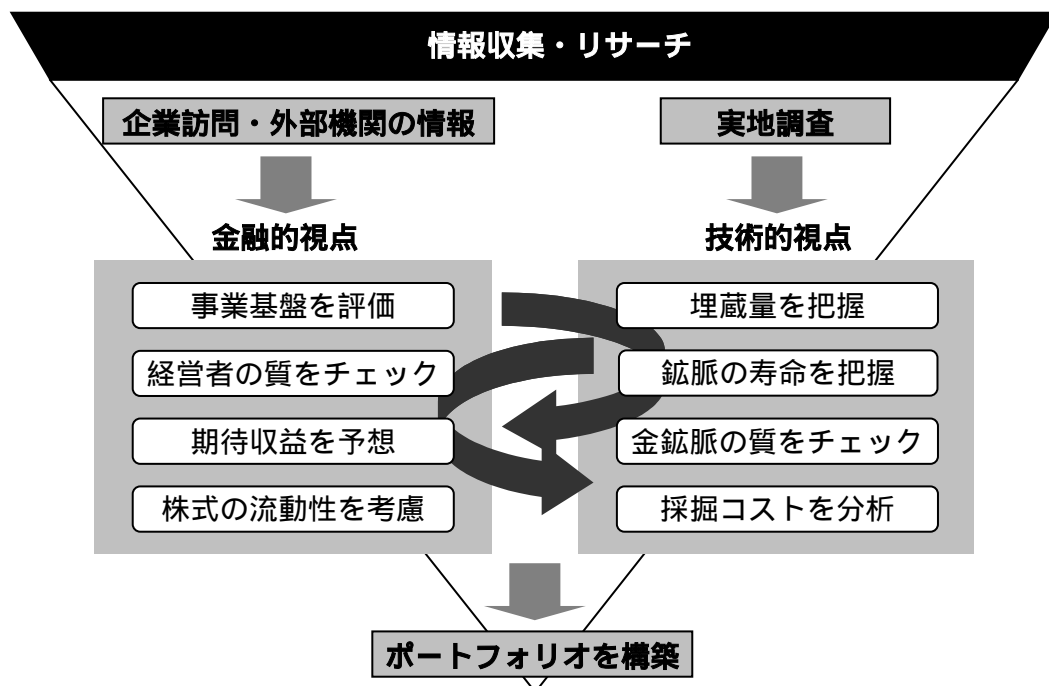 情報収集・リサーチ
企業訪問・外部機関の情報
実地調査
金融的視点
技術的視点
事業基盤を評価
経営者の質をチェック
期待収益を予想
株式の流動性を考慮
埋蔵量を把握
鉱脈の寿命を把握
金鉱脈の質をチェック
採掘コストを分析
ポートフォリオを構築